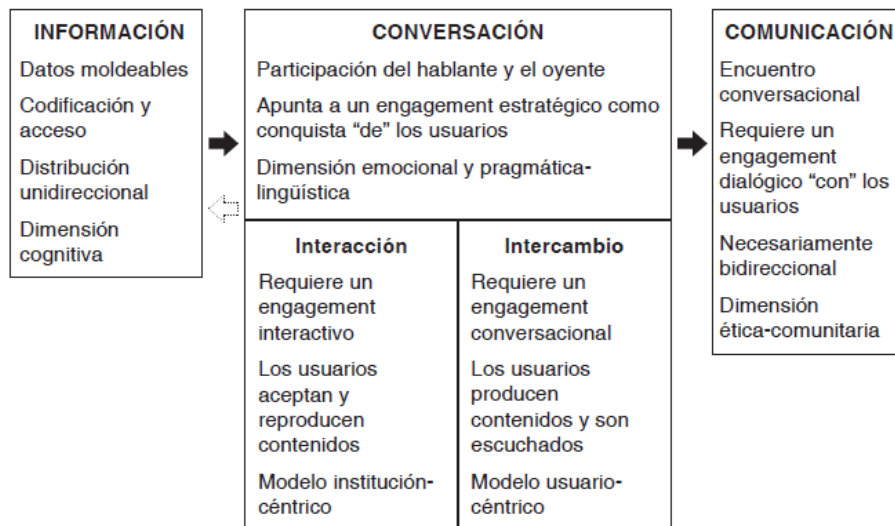 INFORMACIÓN
Datos moldeables
Codificación y
acceso
Distribución
unidireccional
Dimensión
cognitiva
CONVERSACIÓN
Participación del hablante y el oyente
Apunta a un engagement estratégico como
conquista “de” los usuarios
Dimensión emocional y pragmática-
lingüística
Interacción
Requiere un
engagement
interactivo
Los usuarios
aceptan y
reproducen
contenidos
Modelo institución-
céntrico
Intercambio
Requiere un
engagement
conversacional
Los usuarios
producen
contenidos y son
escuchados
Modelo usuario-
céntrico
COMUNICACIÓN
Encuentro
conversacional
Requiere un
engagement
dialógico “con” los
usuarios
Necesariamente
bidireccional
Dimensión
ética-comunitaria